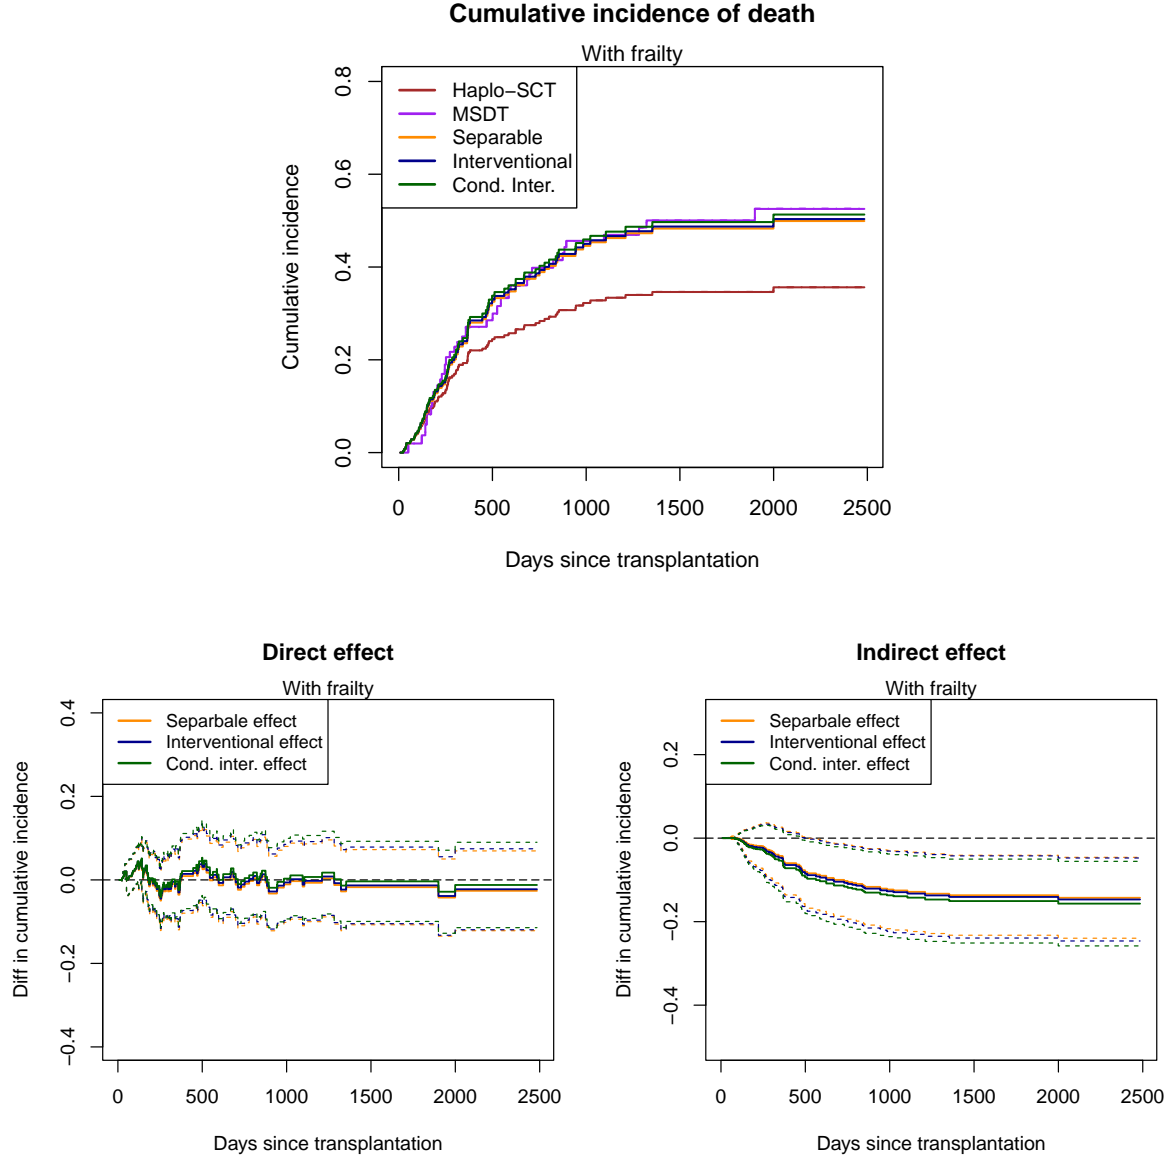 Cumulative incidence of death
With frailty
Haplo−SCT
MSDT
Separable
Interventional
Cond. Inter.
Cumulative incidence
0.8
0.6
0.4
0.2
0.0
0
500
1000
1500
2000
2500
Days since transplantation
Direct effect
With frailty
Separbale effect
Interventional effect
Cond. inter. effect
Diff in cumulative incidence
0.4
0.2
0.0
−0.2
−0.4
0
500
1000
1500
2000
2500
Days since transplantation
Indirect effect
With frailty
Separbale effect
Interventional effect
Cond. inter. effect
Diff in cumulative incidence
0.2
0.0
−0.2
−0.4
0
500
1000
1500
2000
2500
Days since transplantation